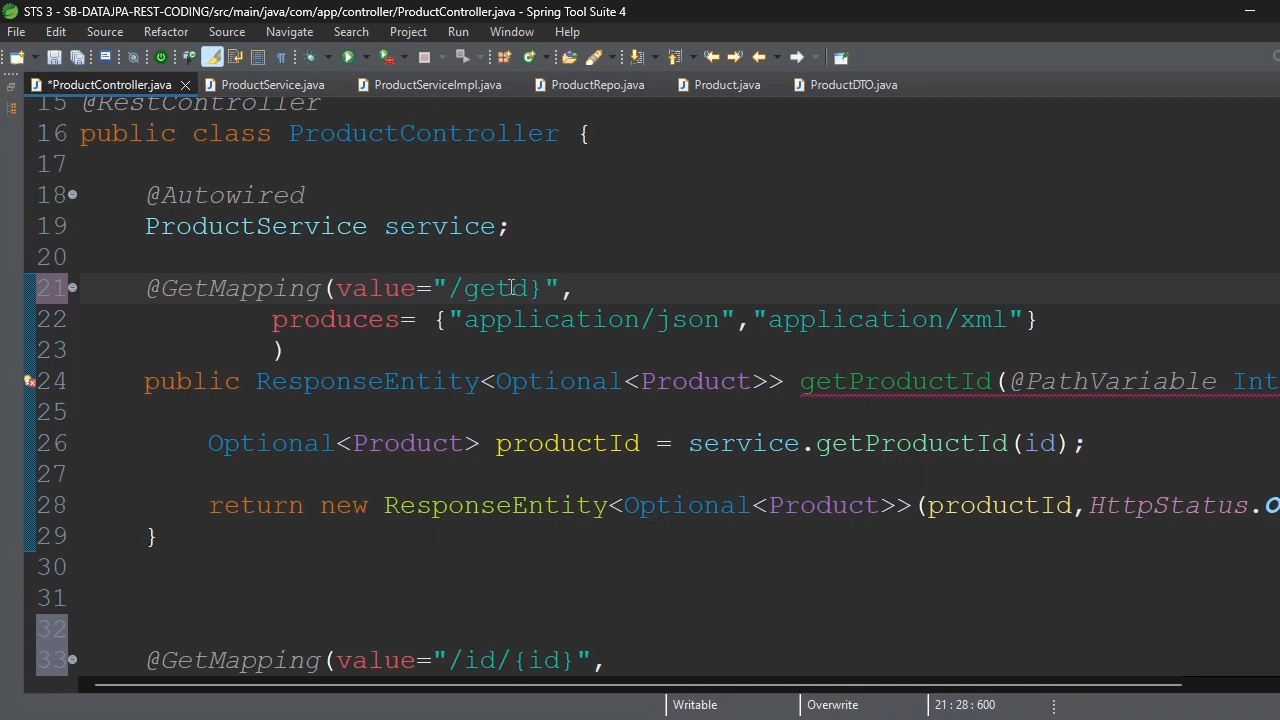 STS 3 - SB-DATAJPA-REST-CODING/src/main/java/com/app/controller/ProductController.java - Spring Tool Suite 4
File Edit Source Refactor Source Navigate Search Project Run Window Help
*ProductController.java ProductService.java ProductServiceImpl.java ProductRepo.java Product.java ProductDTO.java
15 @RestController
16 public class ProductController {
17
18 @Autowired
19 ProductService service;
20
21 @GetMapping(value="/getd}",
22 produces= {"application/json","application/xml"}
23 )
24 public ResponseEntity<Optional<Product>> getProductId(@PathVariable Int
25
26 Optional<Product> productId = service.getProductId(id);
27
28 return new ResponseEntity<Optional<Product>>(productId,HttpStatus.O
29 }
30
31
32
33 @GetMapping(value="/id/{id}",
Writable Overwrite 21 : 28 : 600